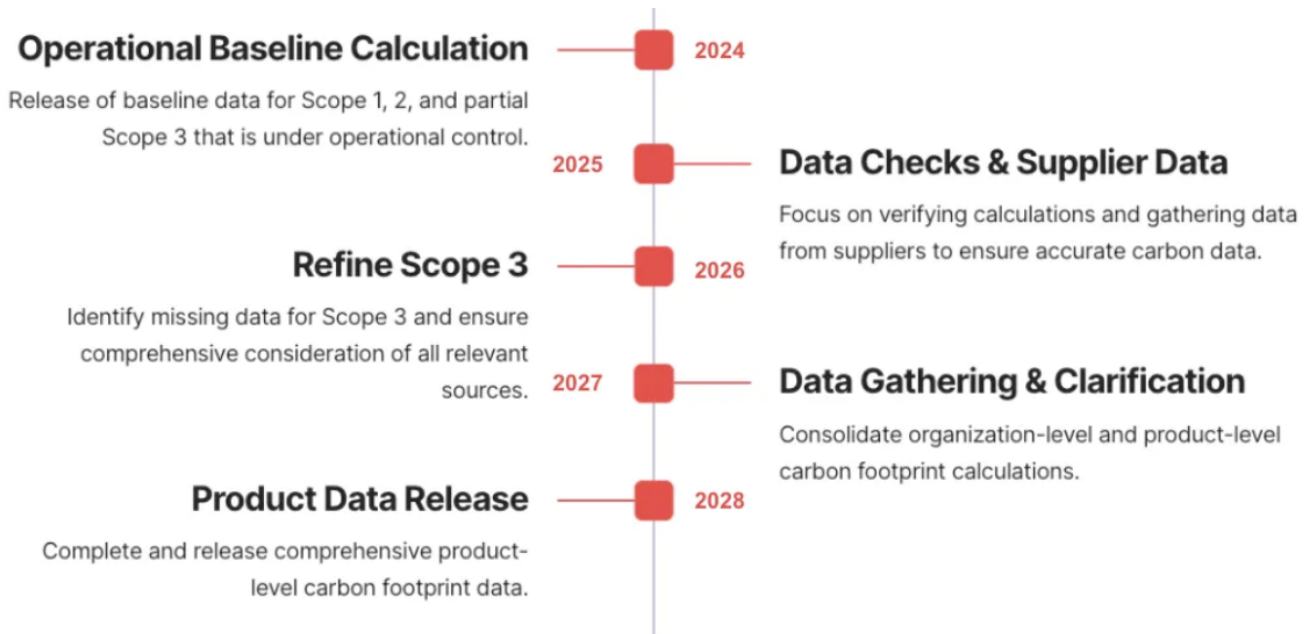 Operational Baseline Calculation
2024
Release of baseline data for Scope 1, 2, and partial
Scope 3 that is under operational control.
2025
Data Checks & Supplier Data
Focus on verifying calculations and gathering data
from suppliers to ensure accurate carbon data.
Refine Scope 3
2026
Identify missing data for Scope 3 and ensure
comprehensive consideration of all relevant
sources.
2027
Data Gathering & Clarification
Consolidate organization-level and product-level
carbon footprint calculations.
Product Data Release
2028
Complete and release comprehensive product-
level carbon footprint data.